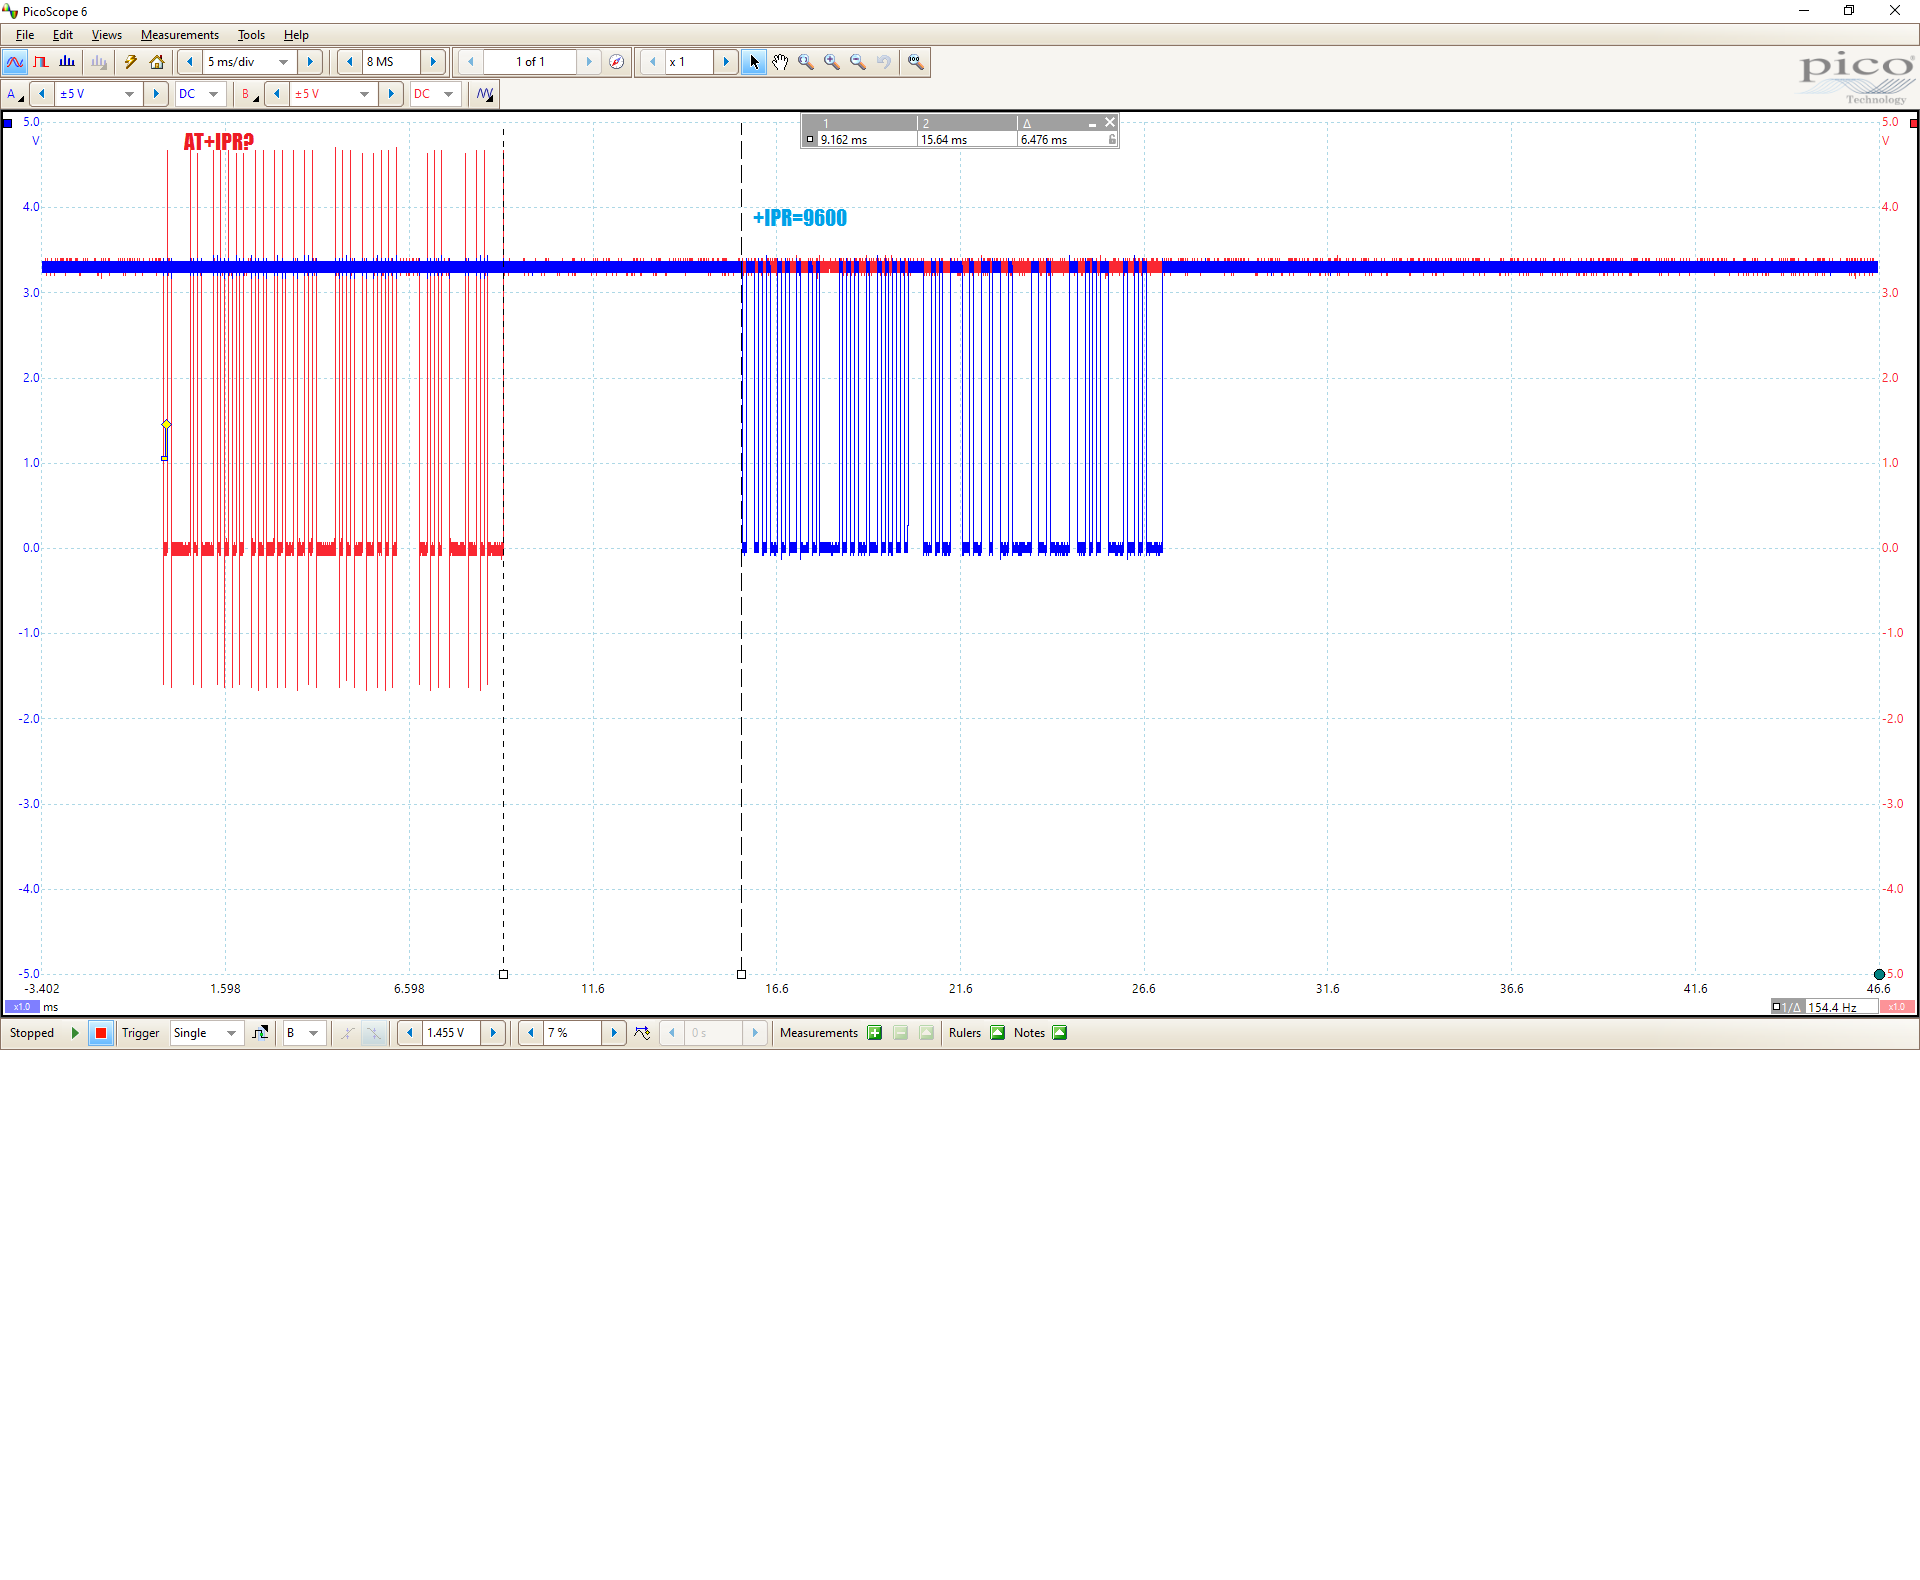 PicoScope 6
File Edit Views Measurements Tools Help
5 ms/div 8 MS 1 of 1 x 1
pico
Technology
A ±5 V DC B ±5 V DC
1 2 Δ
9.162 ms 15.64 ms 6.476 ms
5.0 5.0
V V
AT+IPR?
4.0 4.0
+IPR=9600
3.0 3.0
2.0 2.0
1.0 1.0
0.0 0.0
-1.0 -1.0
-2.0 -2.0
-3.0 -3.0
-4.0 -4.0
-5.0 -5.0
-3.402 1.598 6.598 11.6 16.6 21.6 26.6 31.6 36.6 41.6 46.6
x1.0 ms 1/Δ 154.4 Hz x1.0
Stopped Trigger Single B 1.455 V 7 % 0 s Measurements Rulers Notes